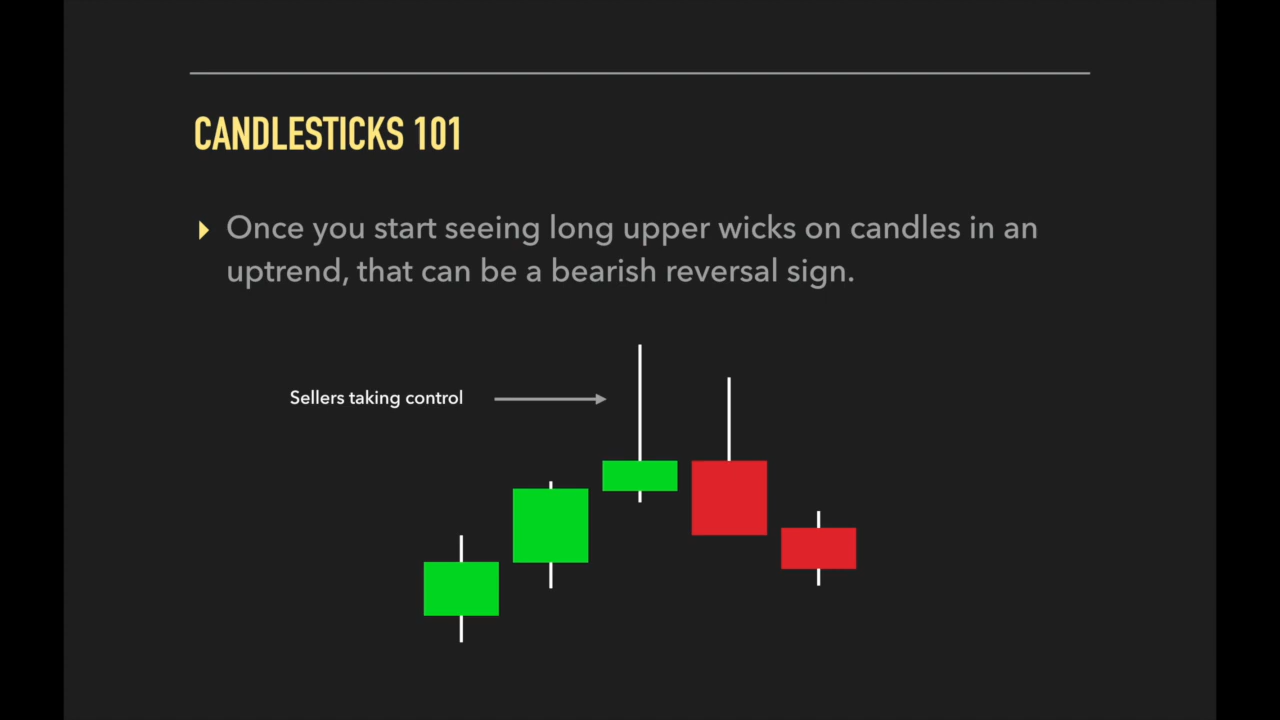 CANDLESTICKS 101
Once you start seeing long upper wicks on candles in an
uptrend, that can be a bearish reversal sign.
Sellers taking control